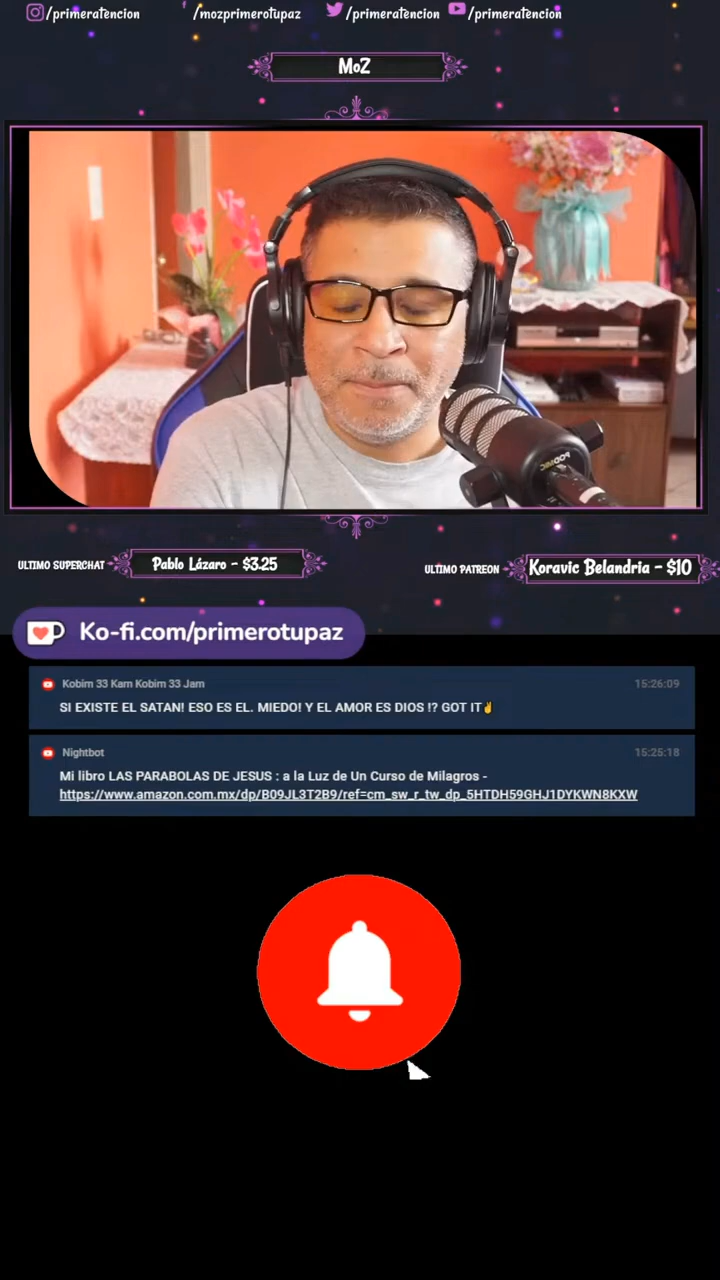 /primeratencion /mozprimerotupaz /primeratencion /primeratencion
MoZ
PODMIC
ULTIMO SUPERCHAT Pablo Lázaro - $3.25
ULTIMO PATREON Koravic Belandria - $10
Ko-fi.com/primerotupaz
Kobim 33 Kam Kobim 33 Jam 15:26:09
SI EXISTE EL SATAN! ESO ES EL. MIEDO! Y EL AMOR ES DIOS !? GOT IT✌
Nightbot 15:25:18
Mi libro LAS PARABOLAS DE JESUS : a la Luz de Un Curso de Milagros -
https://www.amazon.com.mx/dp/B09JL3T2B9/ref=cm_sw_r_tw_dp_5HTDH59GHJ1DYKWN8KXW